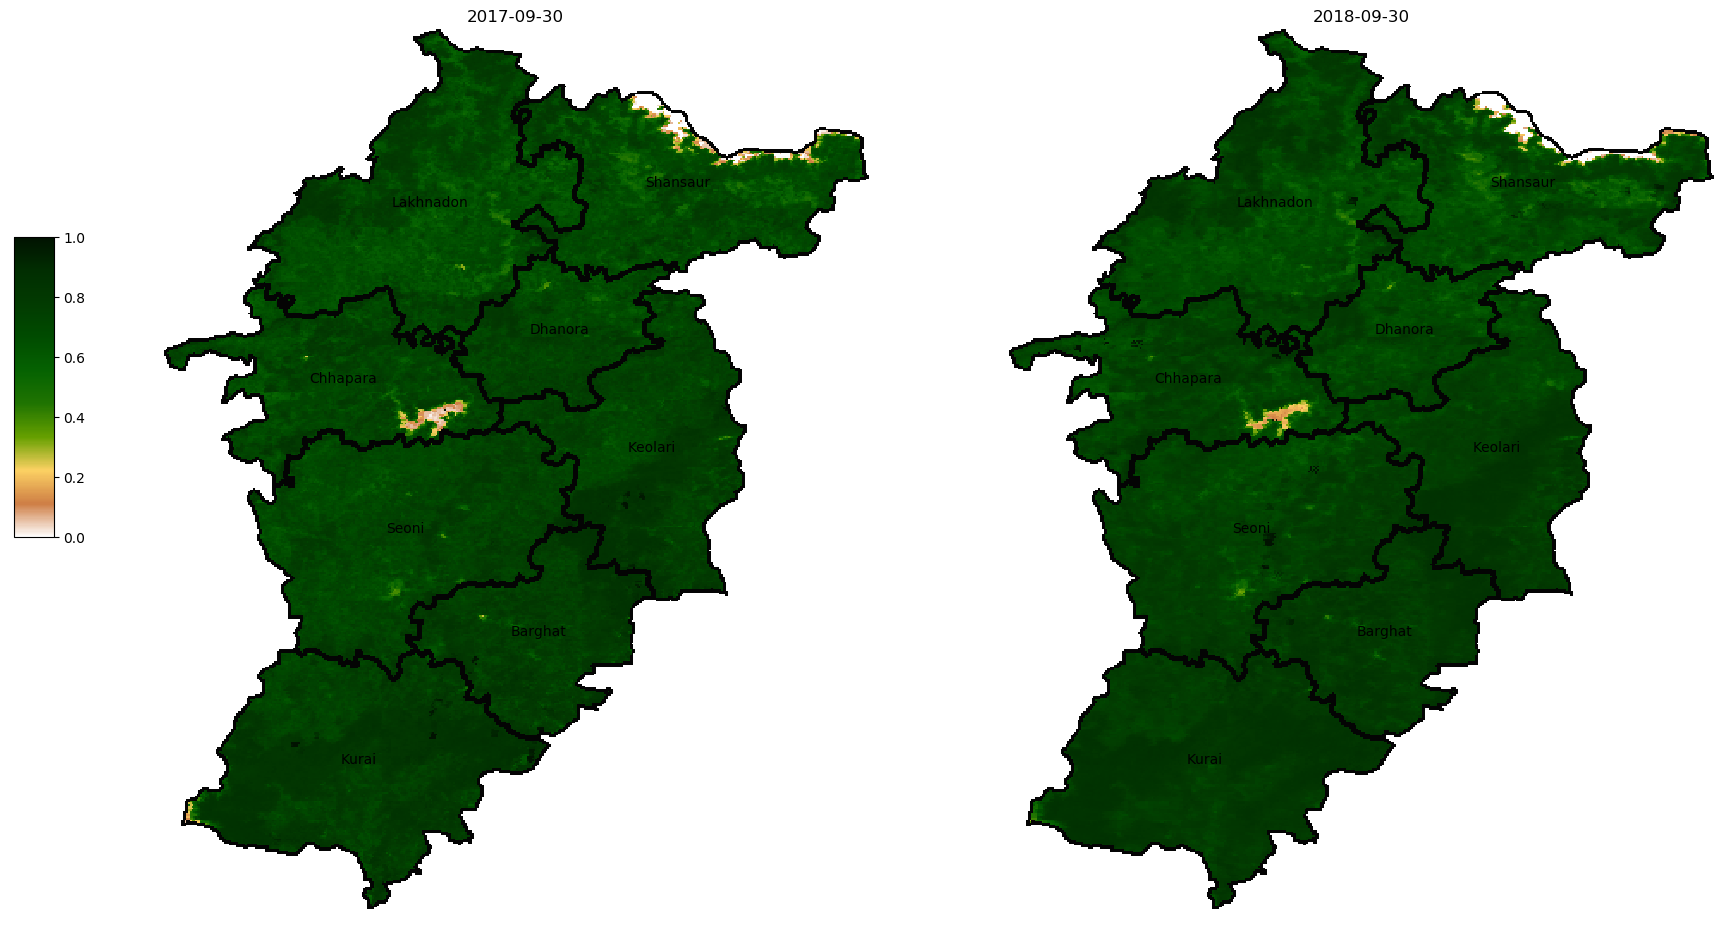 2017-09-30
2018-09-30
Shansaur
Lakhnadon
Dhanora
Chhapara
Keolari
Seoni
Barghat
Kurai
Shansaur
Lakhnadon
Dhanora
Chhapara
Keolari
Seoni
Barghat
Kurai
1.0
0.8
0.6
0.4
0.2
0.0